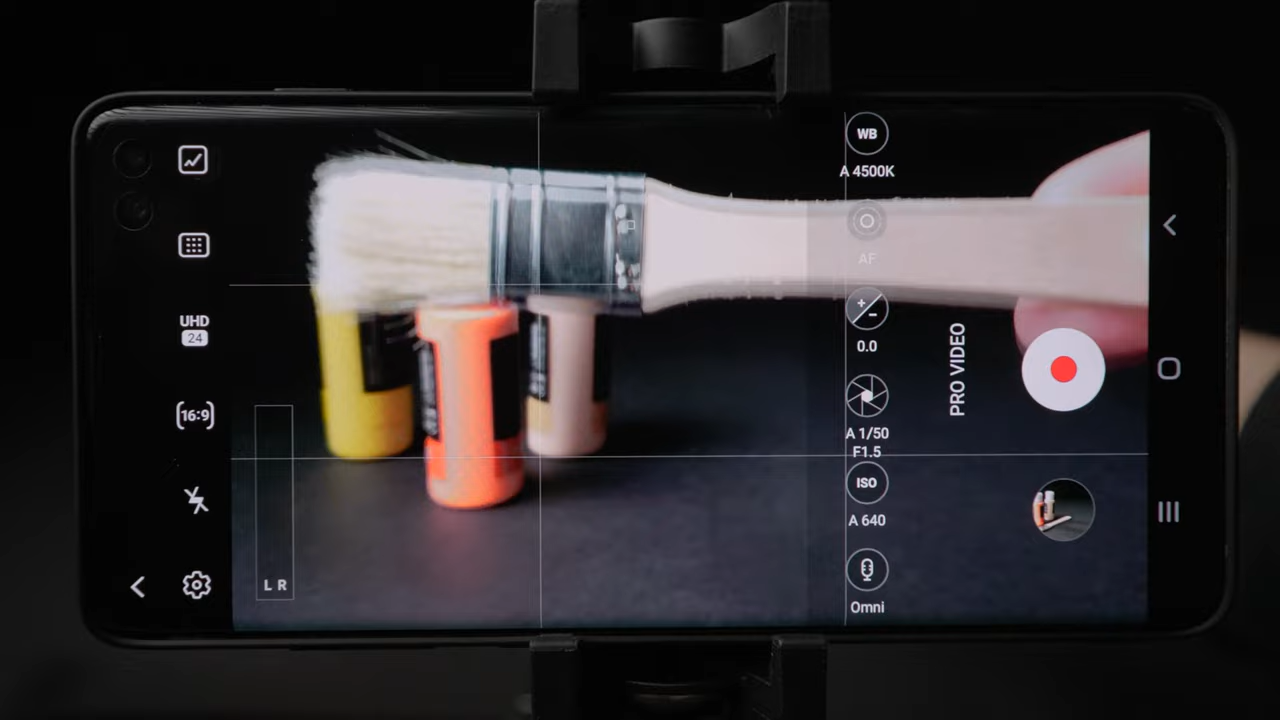 UHD
24
16:9
L R
WB
A 4500K
AF
0.0
A 1/50
F1.5
ISO
A 640
Omni
PRO VIDEO